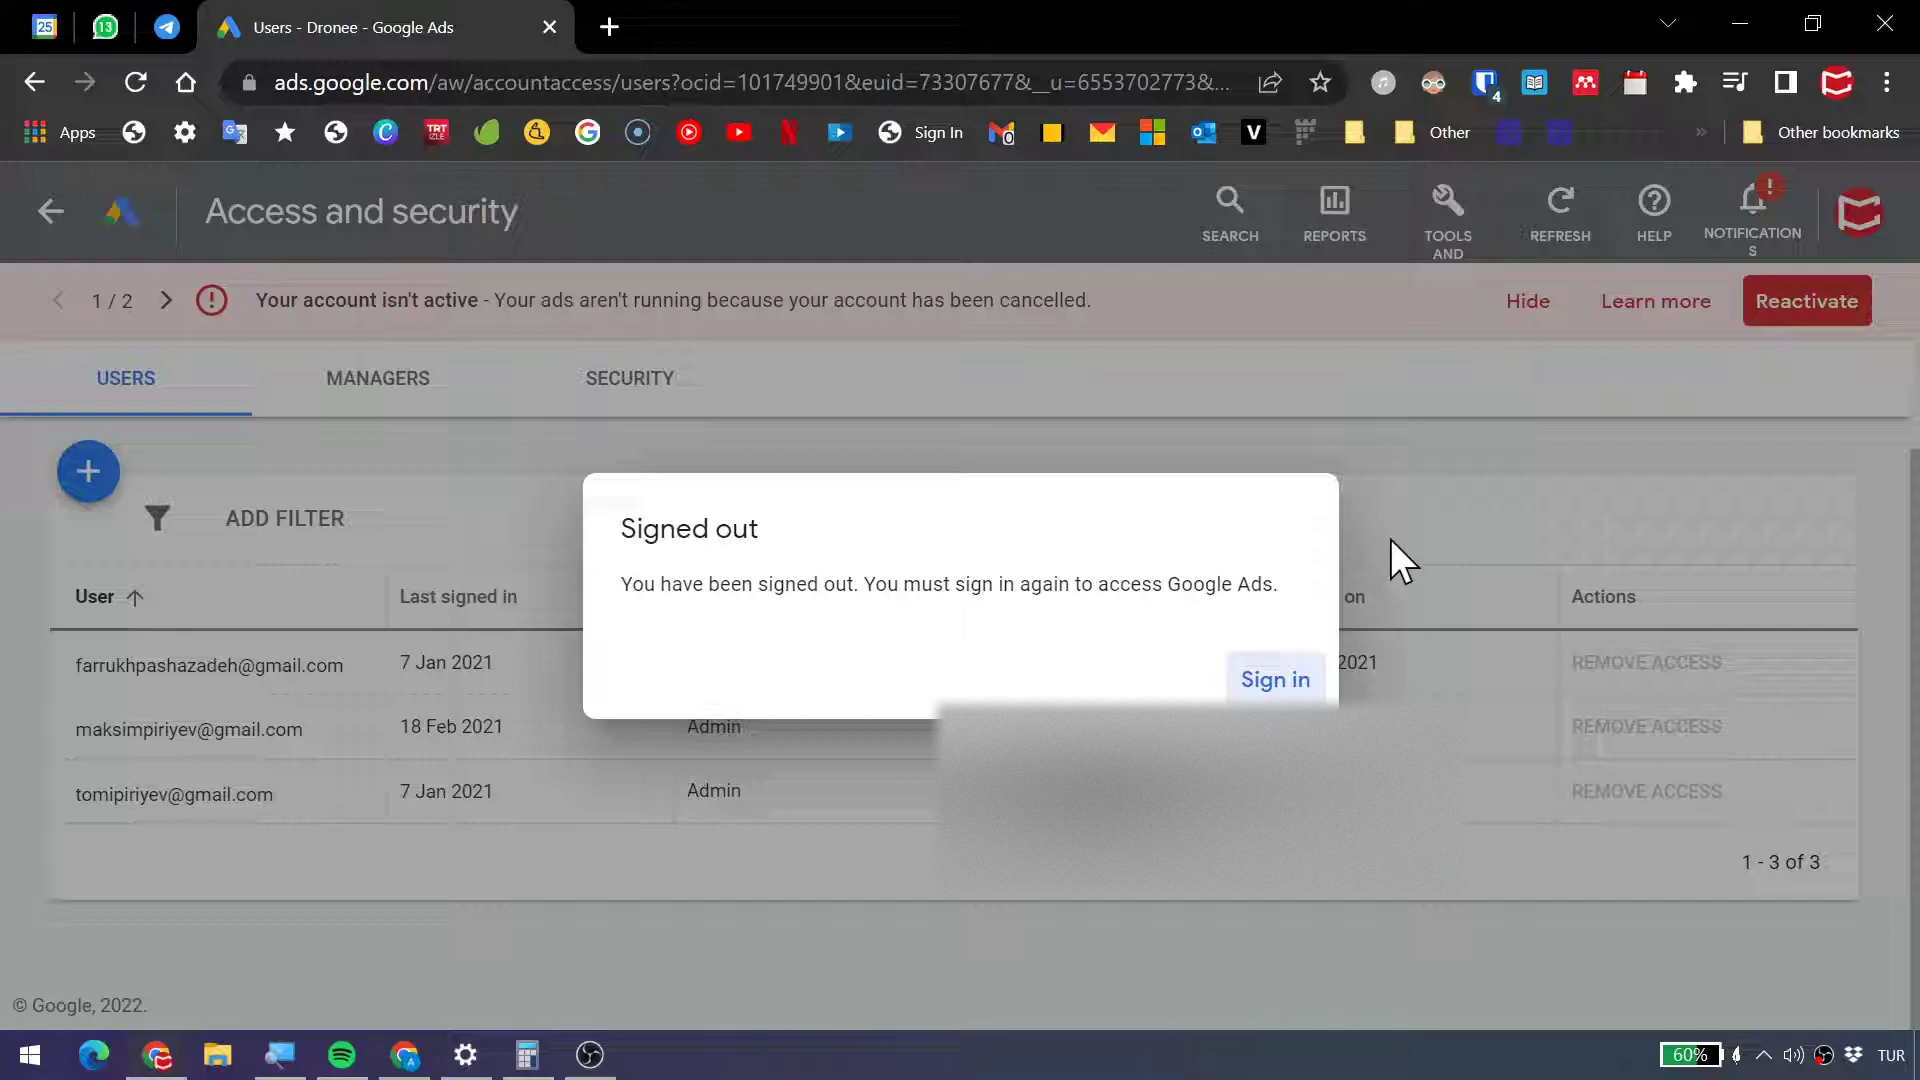 25
13
Users - Dronee - Google Ads
ads.google.com/aw/accountaccess/users?ocid=101749901&euid=73307677&__u=6553702773&...
4
Apps
TRT
İZLE
0
V
Sign In
Other
Other bookmarks
Access and security
SEARCH
REPORTS
TOOLS
AND
REFRESH
HELP
NOTIFICATION
S
1 / 2
Your account isn't active - Your ads aren't running because your account has been cancelled.
Hide
Learn more
Reactivate
USERS
MANAGERS
SECURITY
ADD FILTER
Signed out
You have been signed out. You must sign in again to access Google Ads.
Sign in
User
Last signed in
on
Actions
farrukhpashazadeh@gmail.com
7 Jan 2021
2021
REMOVE ACCESS
maksimpiriyev@gmail.com
18 Feb 2021
Admin
REMOVE ACCESS
tomipiriyev@gmail.com
7 Jan 2021
Admin
REMOVE ACCESS
1 - 3 of 3
© Google, 2022.
60%
TUR